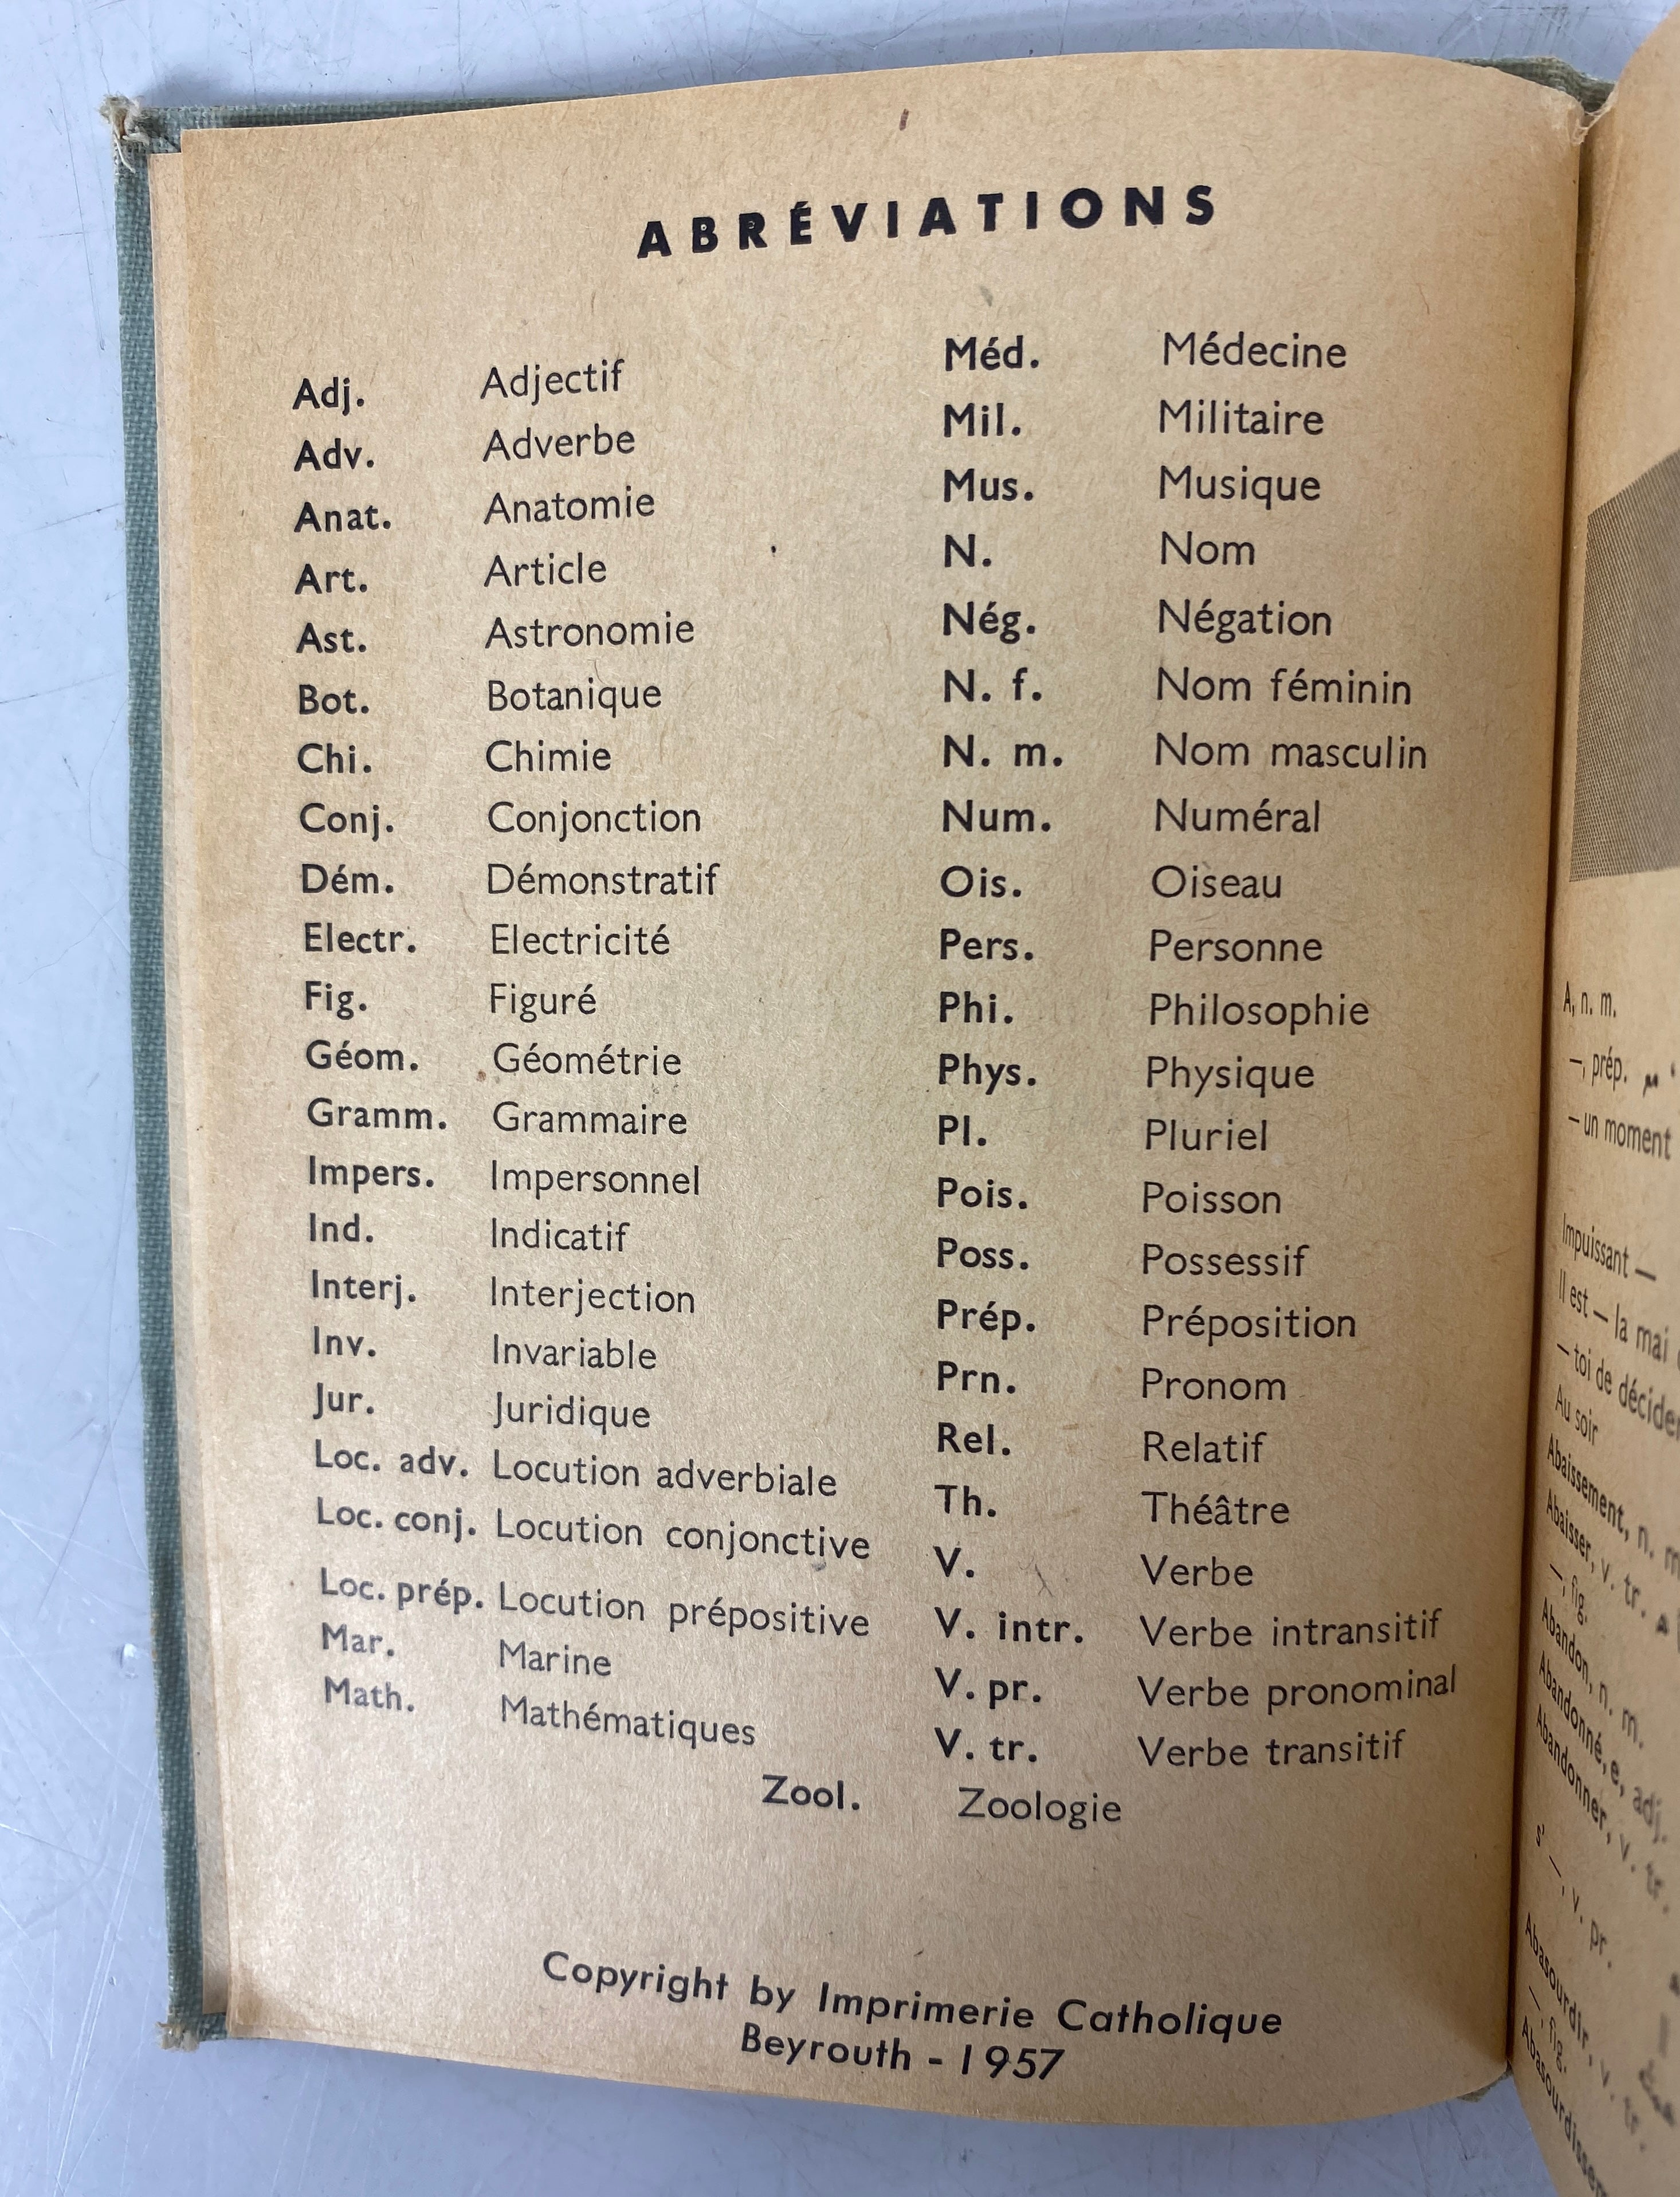 ABRÉVIATIONS
Adj. Adjectif
Adv. Adverbe
Anat. Anatomie
Art. Article
Ast. Astronomie
Bot. Botanique
Chi. Chimie
Conj. Conjonction
Dém. Démonstratif
Electr. Electricité
Fig. Figuré
Géom. Géométrie
Gramm. Grammaire
Impers. Impersonnel
Ind. Indicatif
Interj. Interjection
Inv. Invariable
Jur. Juridique
Loc. adv. Locution adverbiale
Loc. conj. Locution conjonctive
Loc. prép. Locution prépositive
Mar. Marine
Math. Mathématiques
Méd. Médecine
Mil. Militaire
Mus. Musique
N. Nom
Nég. Négation
N. f. Nom féminin
N. m. Nom masculin
Num. Numéral
Ois. Oiseau
Pers. Personne
Phi. Philosophie
Phys. Physique
Pl. Pluriel
Pois. Poisson
Poss. Possessif
Prép. Préposition
Prn. Pronom
Rel. Relatif
Th. Théâtre
V. Verbe
V. intr. Verbe intransitif
V. pr. Verbe pronominal
V. tr. Verbe transitif
Zool. Zoologie
Copyright by Imprimerie Catholique
Beyrouth - 1957
A, n. m.
—, prép.
— un moment
Impuissant —
Il est — la mai
— toi de décider
Au soir
Abaissement, n. m
Abaisser, v. tr.
—, fig.
Abandon, n. m.
Abandonné, e, adj.
Abandonner, v. tr.
s' —, v. pr.
Abasourdir, v. tr.
—, fig.
Abasourdissem